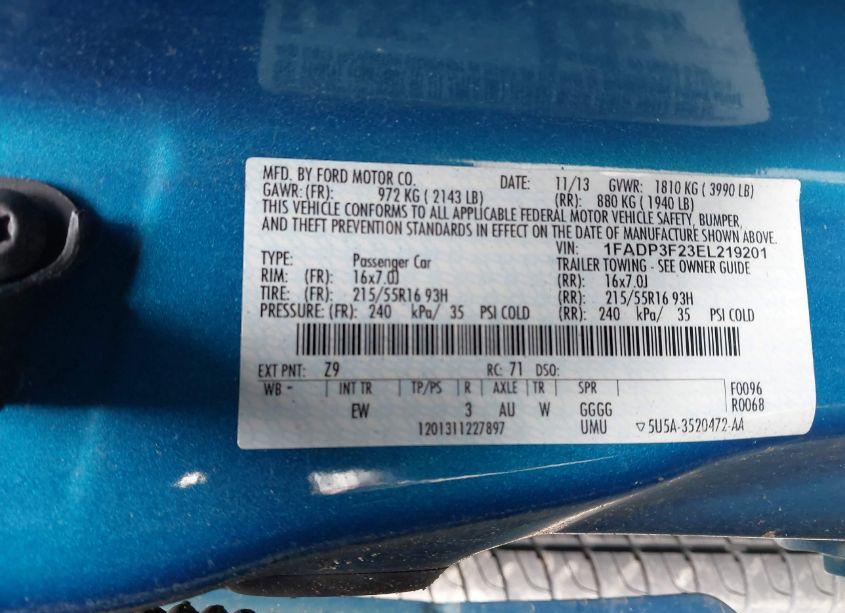 MFD. BY FORD MOTOR CO. DATE: 11/13 GVWR: 1810 KG ( 3990 LB)
GAWR: (FR): 972 KG ( 2143 LB) (RR): 880 KG ( 1940 LB)
THIS VEHICLE CONFORMS TO ALL APPLICABLE FEDERAL MOTOR VEHICLE SAFETY, BUMPER,
AND THEFT PREVENTION STANDARDS IN EFFECT ON THE DATE OF MANUFACTURE SHOWN ABOVE.
VIN: 1FADP3F23EL219201
TYPE: Passenger Car TRAILER TOWING - SEE OWNER GUIDE
RIM: (FR): 16x7.0J (RR): 16x7.0J
TIRE: (FR): 215/55R16 93H (RR): 215/55R16 93H
PRESSURE: (FR): 240 kPa/ 35 PSI COLD (RR): 240 kPa/ 35 PSI COLD
EXT PNT: Z9 RC: 71 DSO:
WB - INT TR TP/PS R AXLE TR SPR F0096
EW 3 AU W GGGG R0068
1201311227897 UMU ▽5U5A-3520472-AA